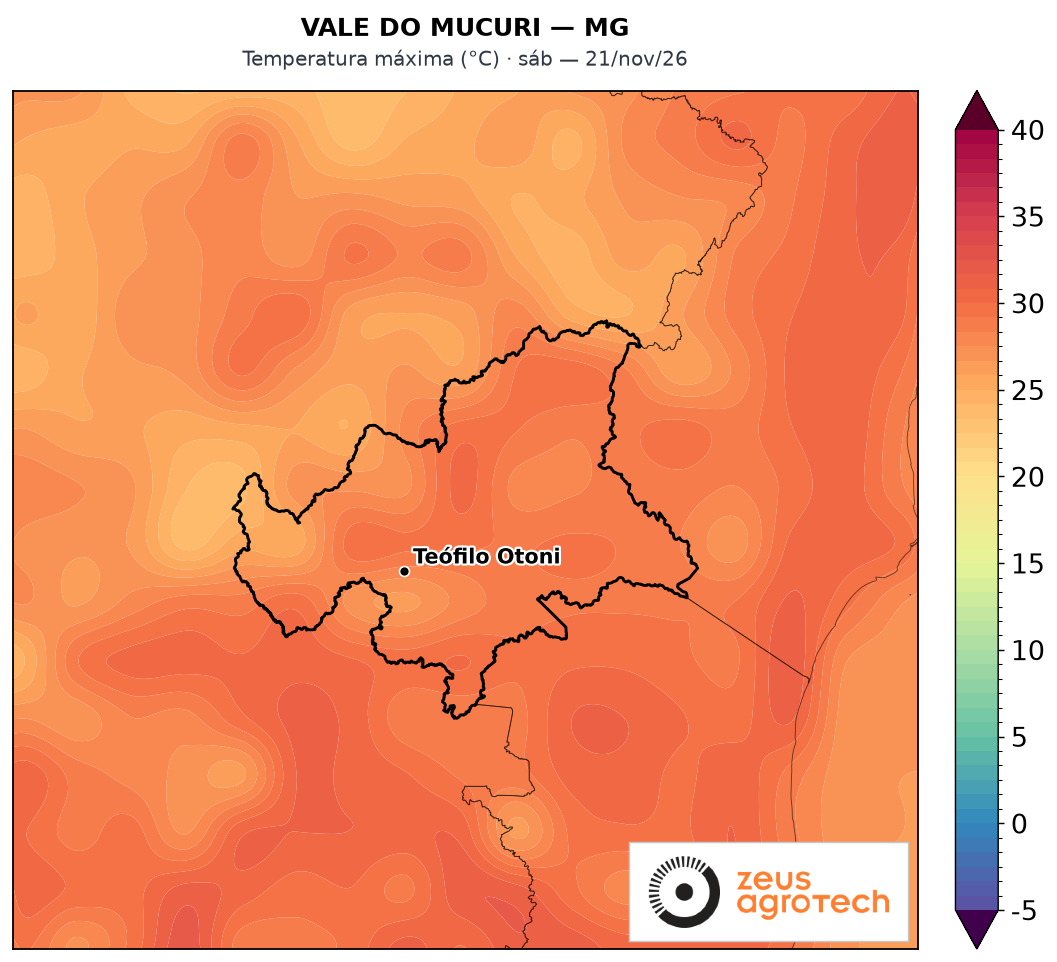 VALE DO MUCURI — MG
Temperatura máxima (°C) · sáb — 21/nov/26
40
35
30
25
20
15
10
5
0
-5
Teófilo Otoni
zeus
agrotech